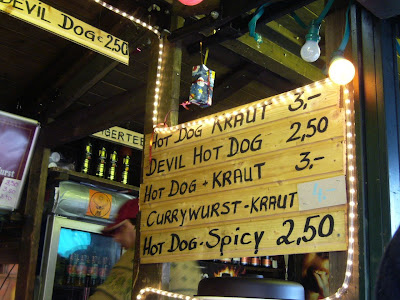 DEVIL DOG € 2.50
HOT DOG KRAUT 3,-
DEVIL HOT DOG 2,50
HOT DOG + KRAUT 3,-
CURRYWURST - KRAUT
HOT DOG - Spicy 2,50